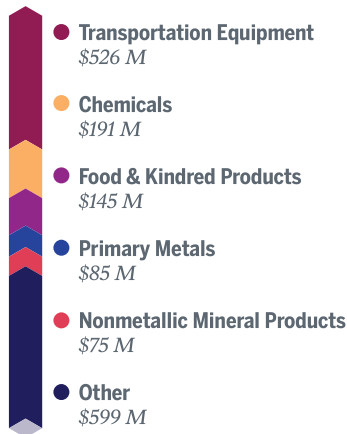 Transportation Equipment
$526 M
Chemicals
$191 M
Food & Kindred Products
$145 M
Primary Metals
$85 M
Nonmetallic Mineral Products
$75 M
Other
$599 M